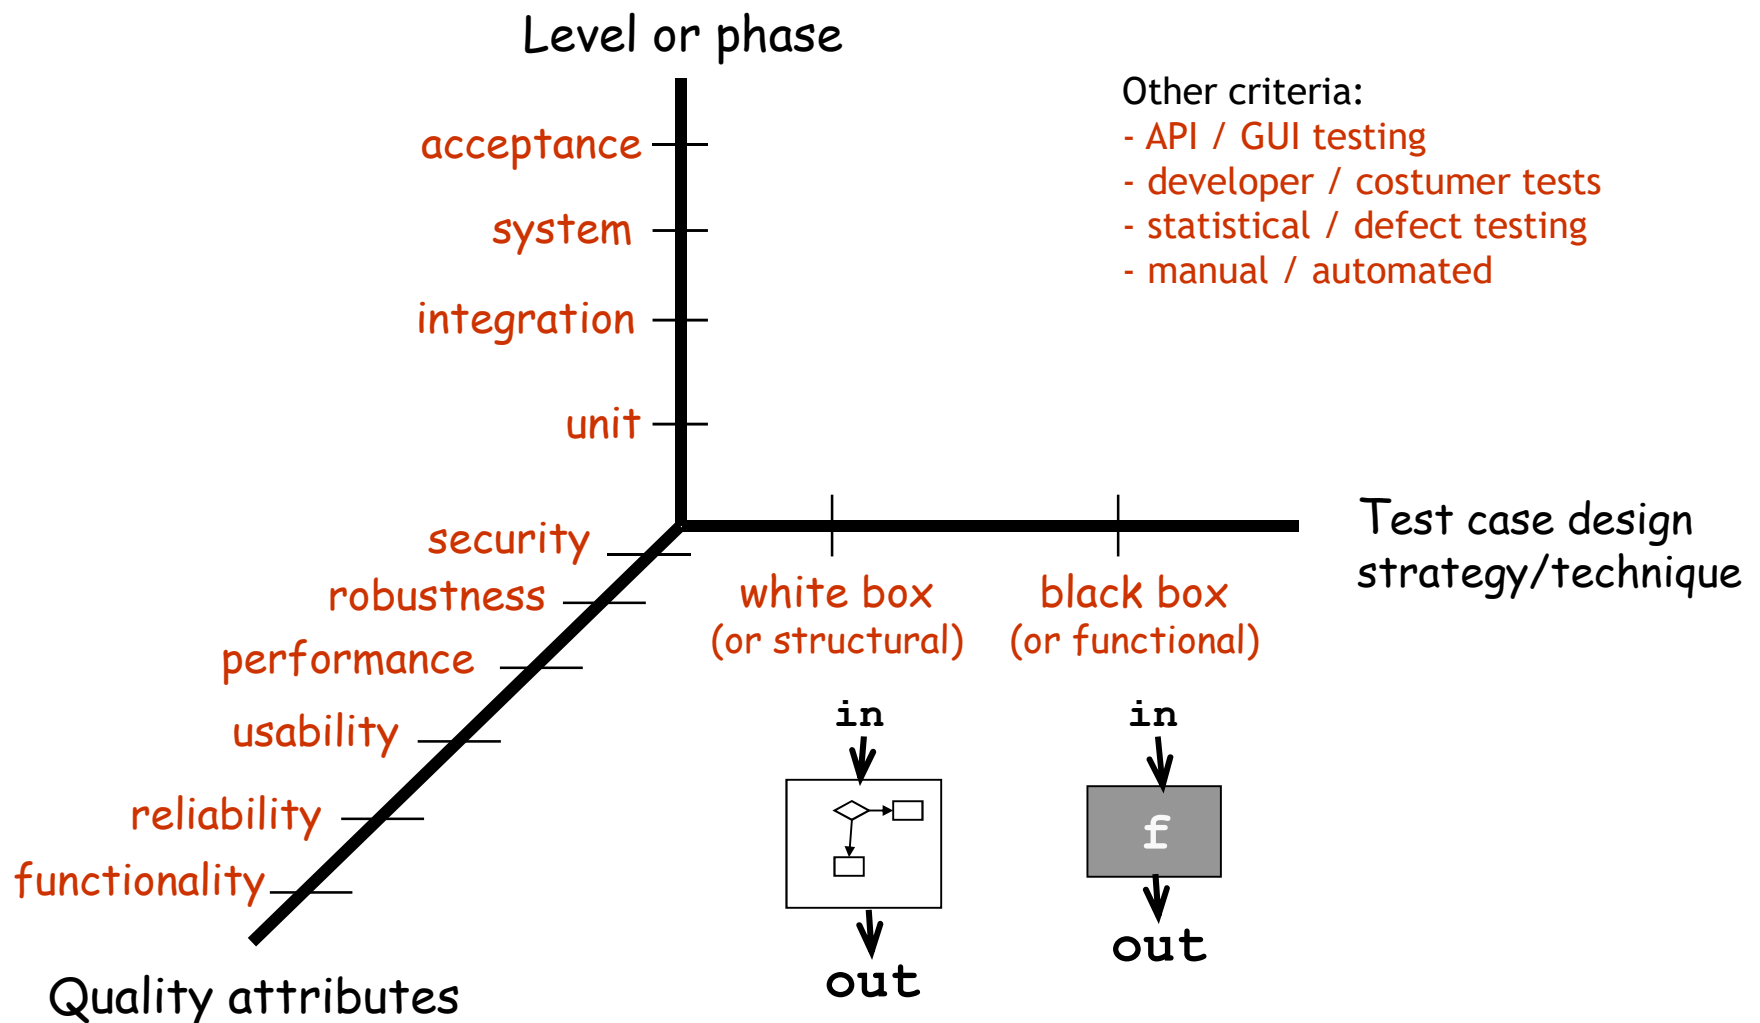 Level or phase
acceptance
system
integration
unit
Other criteria:
- API / GUI testing
- developer / costumer tests
- statistical / defect testing
- manual / automated
security
robustness
performance
usability
reliability
functionality
Quality attributes
Test case design
strategy/technique
white box
(or structural)
in
out
black box
(or functional)
in
f
out